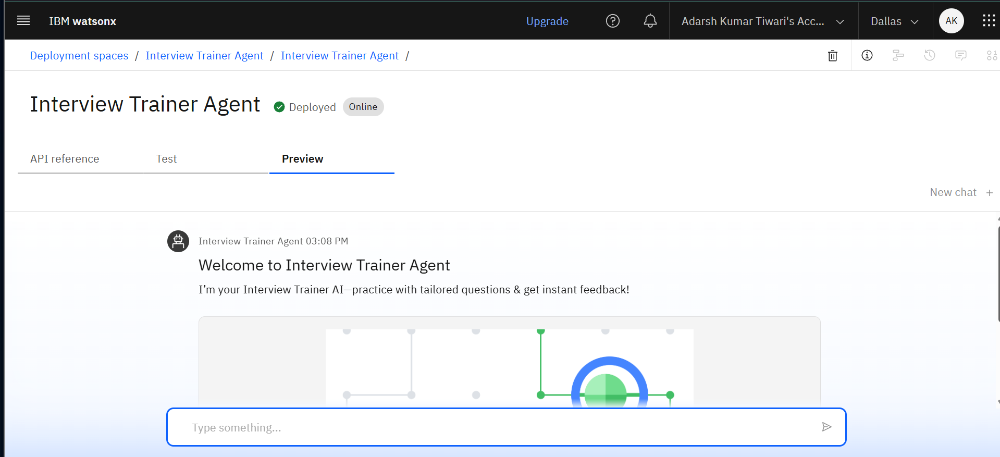 IBM watsonx
Upgrade
Adarsh Kumar Tiwari's Acc...
Dallas
AK
Deployment spaces / Interview Trainer Agent / Interview Trainer Agent /
Interview Trainer Agent
Deployed
Online
API reference
Test
Preview
New chat +
Interview Trainer Agent 03:08 PM
Welcome to Interview Trainer Agent
I’m your Interview Trainer AI—practice with tailored questions & get instant feedback!
Type something...